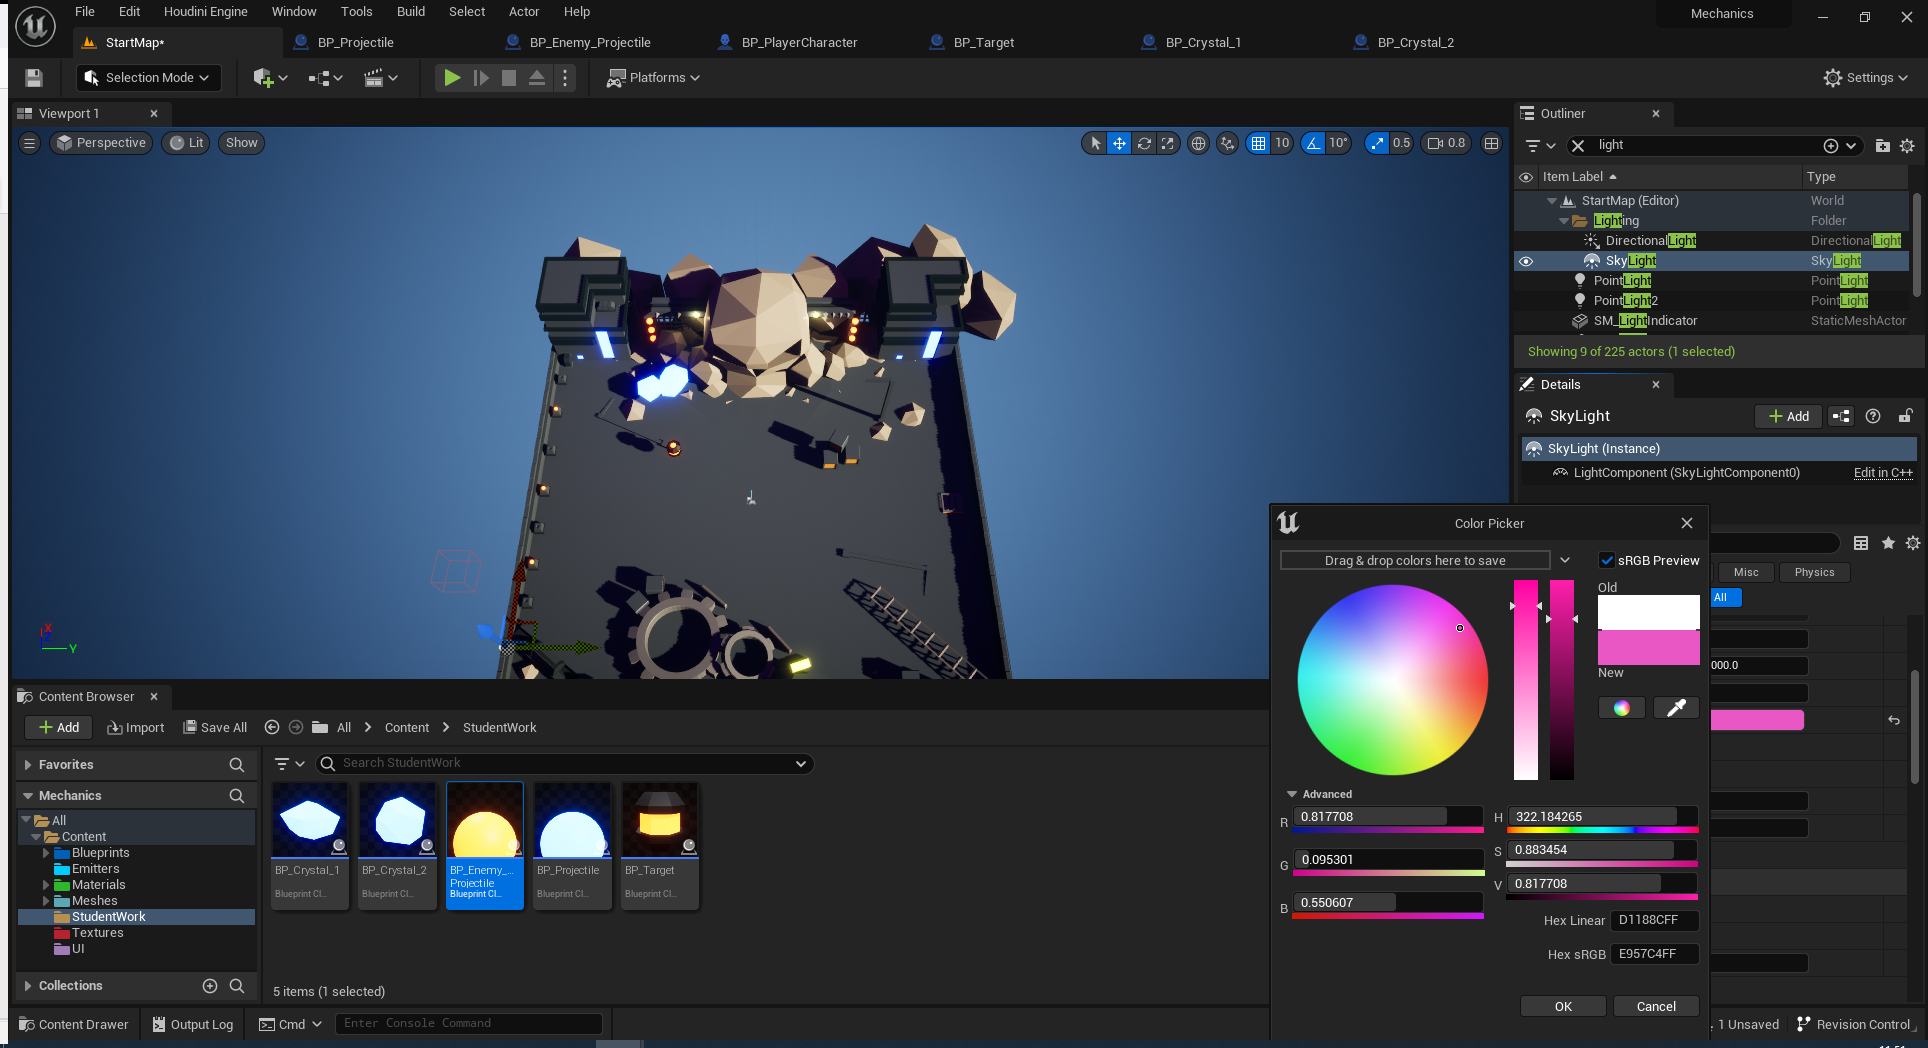 File Edit Houdini Engine Window Tools Build Select Actor Help
Mechanics
StartMap* BP_Projectile BP_Enemy_Projectile BP_PlayerCharacter BP_Target BP_Crystal_1 BP_Crystal_2
Selection Mode Platforms Settings
Viewport 1
Perspective Lit Show 10 10° 0.5 0.8
X
Z
Y
Outliner
light
Item Label Type
StartMap (Editor) World
Lighting Folder
DirectionalLight DirectionalLight
SkyLight SkyLight
PointLight PointLight
PointLight2 PointLight
SM_LightIndicator StaticMeshActor
Showing 9 of 225 actors (1 selected)
Details
SkyLight Add
SkyLight (Instance)
LightComponent (SkyLightComponent0) Edit in C++
Misc Physics
All
000.0
Color Picker
Drag & drop colors here to save sRGB Preview
Old
New
Advanced
R 0.817708 H 322.184265
G 0.095301 S 0.883454
B 0.550607 V 0.817708
Hex Linear D1188CFF
Hex sRGB E957C4FF
OK Cancel
Content Browser
Add Import Save All All Content StudentWork
Favorites
Search StudentWork
Mechanics
All
Content
Blueprints
Emitters
Materials
Meshes
StudentWork
Textures
UI
Collections
BP_Crystal_1
Blueprint Cl...
BP_Crystal_2
Blueprint Cl...
BP_Enemy_...
Projectile
Blueprint Cl...
BP_Projectile
Blueprint Cl...
BP_Target
Blueprint Cl...
5 items (1 selected)
Content Drawer Output Log Cmd Enter Console Command 1 Unsaved Revision Control